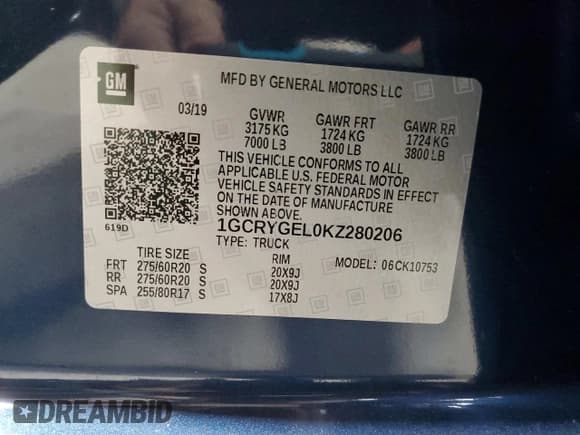 GM
MFD BY GENERAL MOTORS LLC
03/19
GVWR GAWR FRT GAWR RR
3175 KG 1724 KG 1724 KG
7000 LB 3800 LB 3800 LB
THIS VEHICLE CONFORMS TO ALL
APPLICABLE U.S. FEDERAL MOTOR
VEHICLE SAFETY STANDARDS IN EFFECT
ON THE DATE OF MANUFACTURE
SHOWN ABOVE.
619D
1GCRYGEL0KZ280206
TYPE: TRUCK
TIRE SIZE RIM MODEL: 06CK10753
FRT 275/60R20 S 20X9J
RR 275/60R20 S 20X9J
SPA 255/80R17 S 17X8J
DREAMBID